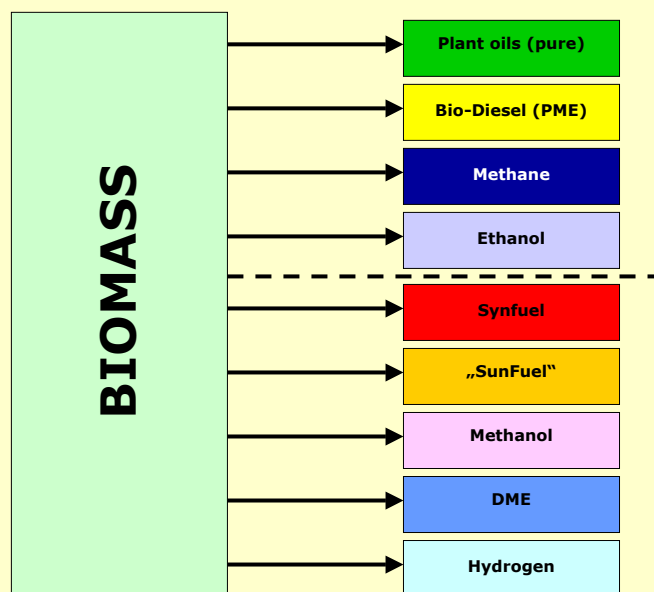 BIOMASS
Plant oils (pure)
Bio-Diesel (PME)
Methane
Ethanol
Synfuel
„SunFuel“
Methanol
DME
Hydrogen